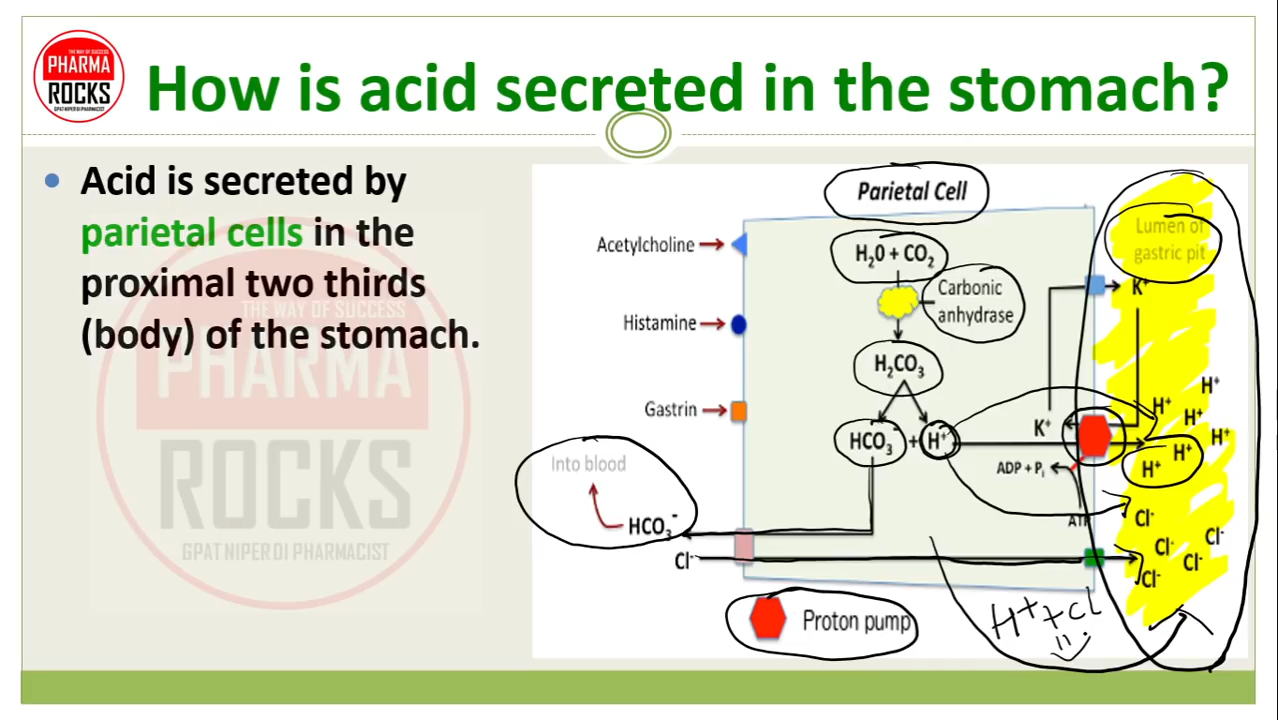 THE WAY OF SUCCESS
PHARMA
ROCKS
GPAT NIPER DI PHARMACIST
How is acid secreted in the stomach?
• Acid is secreted by
parietal cells in the
proximal two thirds
(body) of the stomach.
THE WAY OF SUCCESS
PHARMA
ROCKS
GPAT NIPER DI PHARMACIST
Parietal Cell
Lumen of
gastric pit
Acetylcholine
H₂0 + CO₂
Carbonic
anhydrase
K⁺
Histamine
H₂CO₃
Gastrin
HCO₃⁻ + H⁺
K⁺
ADP + Pᵢ
ATP
H⁺
H⁺
H⁺
H⁺
H⁺
H⁺
Into blood
HCO₃⁻
Cl⁻
Cl⁻
Cl⁻
Cl⁻
Cl⁻
Cl⁻
Proton pump
H⁺+Cl